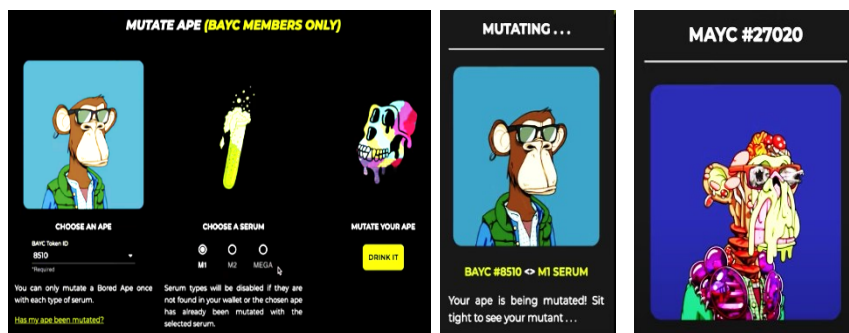 MUTATE APE (BAYC MEMBERS ONLY)
CHOOSE AN APE
BAYC Token ID
8510
*Required
You can only mutate a Bored Ape once
with each type of serum.
Has my ape been mutated?
CHOOSE A SERUM
M1 M2 MEGA
Serum types will be disabled if they are
not found in your wallet or the chosen ape
has already been mutated with the
selected serum.
MUTATE YOUR APE
DRINK IT
MUTATING . . .
BAYC #8510 <> M1 SERUM
Your ape is being mutated! Sit
tight to see your mutant . . .
MAYC #27020